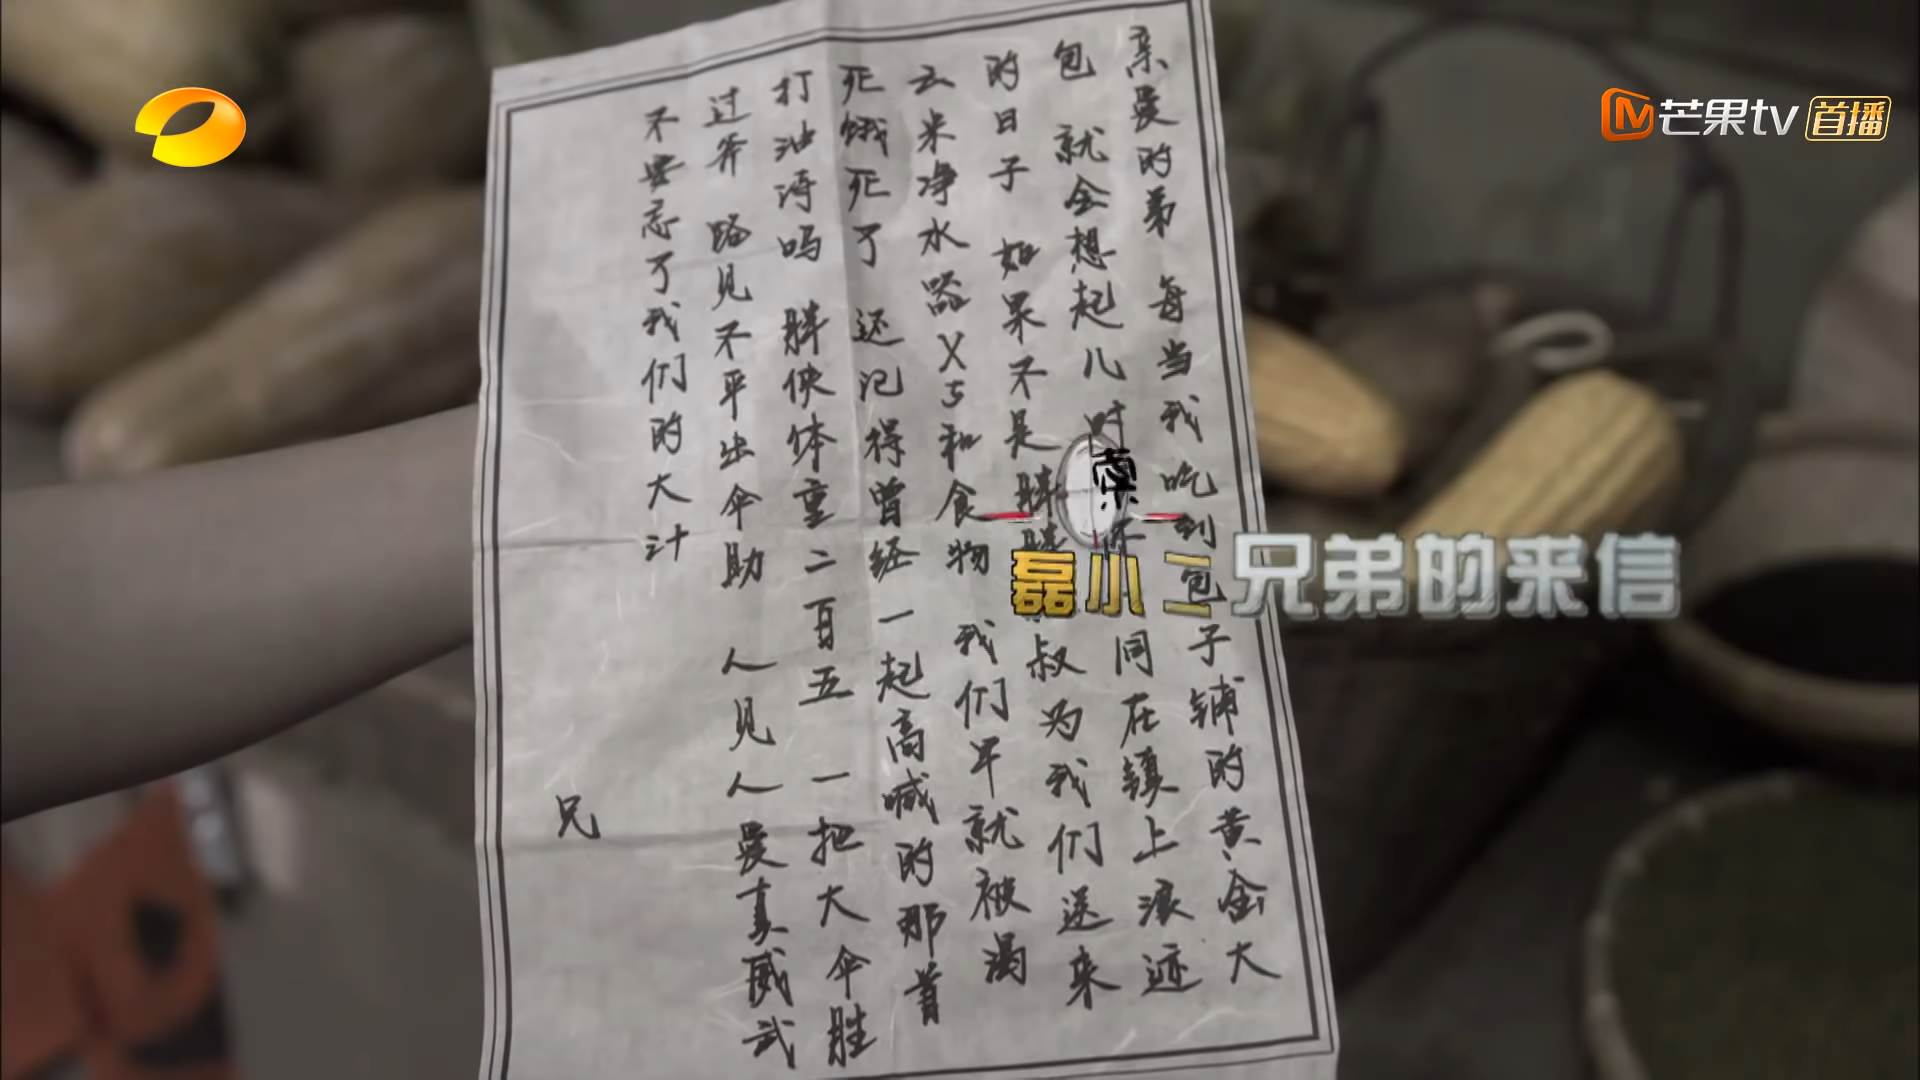 芒果tv 首播
亲爱的弟 每当我吃到包子铺的黄金大
包 就会想起儿时 同在镇上浪迹
的日子 如果不是胖 叔为我们送来
云米净水器X5和食物 我们早就被渴
死饿死了 还记得曾经一起高喊的那首
打油诗吗 胖侠体重二百五 一把大伞胜
过斧 路见不平出伞助 人见人爱真威武
不要忘了我们的大计
兄
索
磊小二兄弟的来信